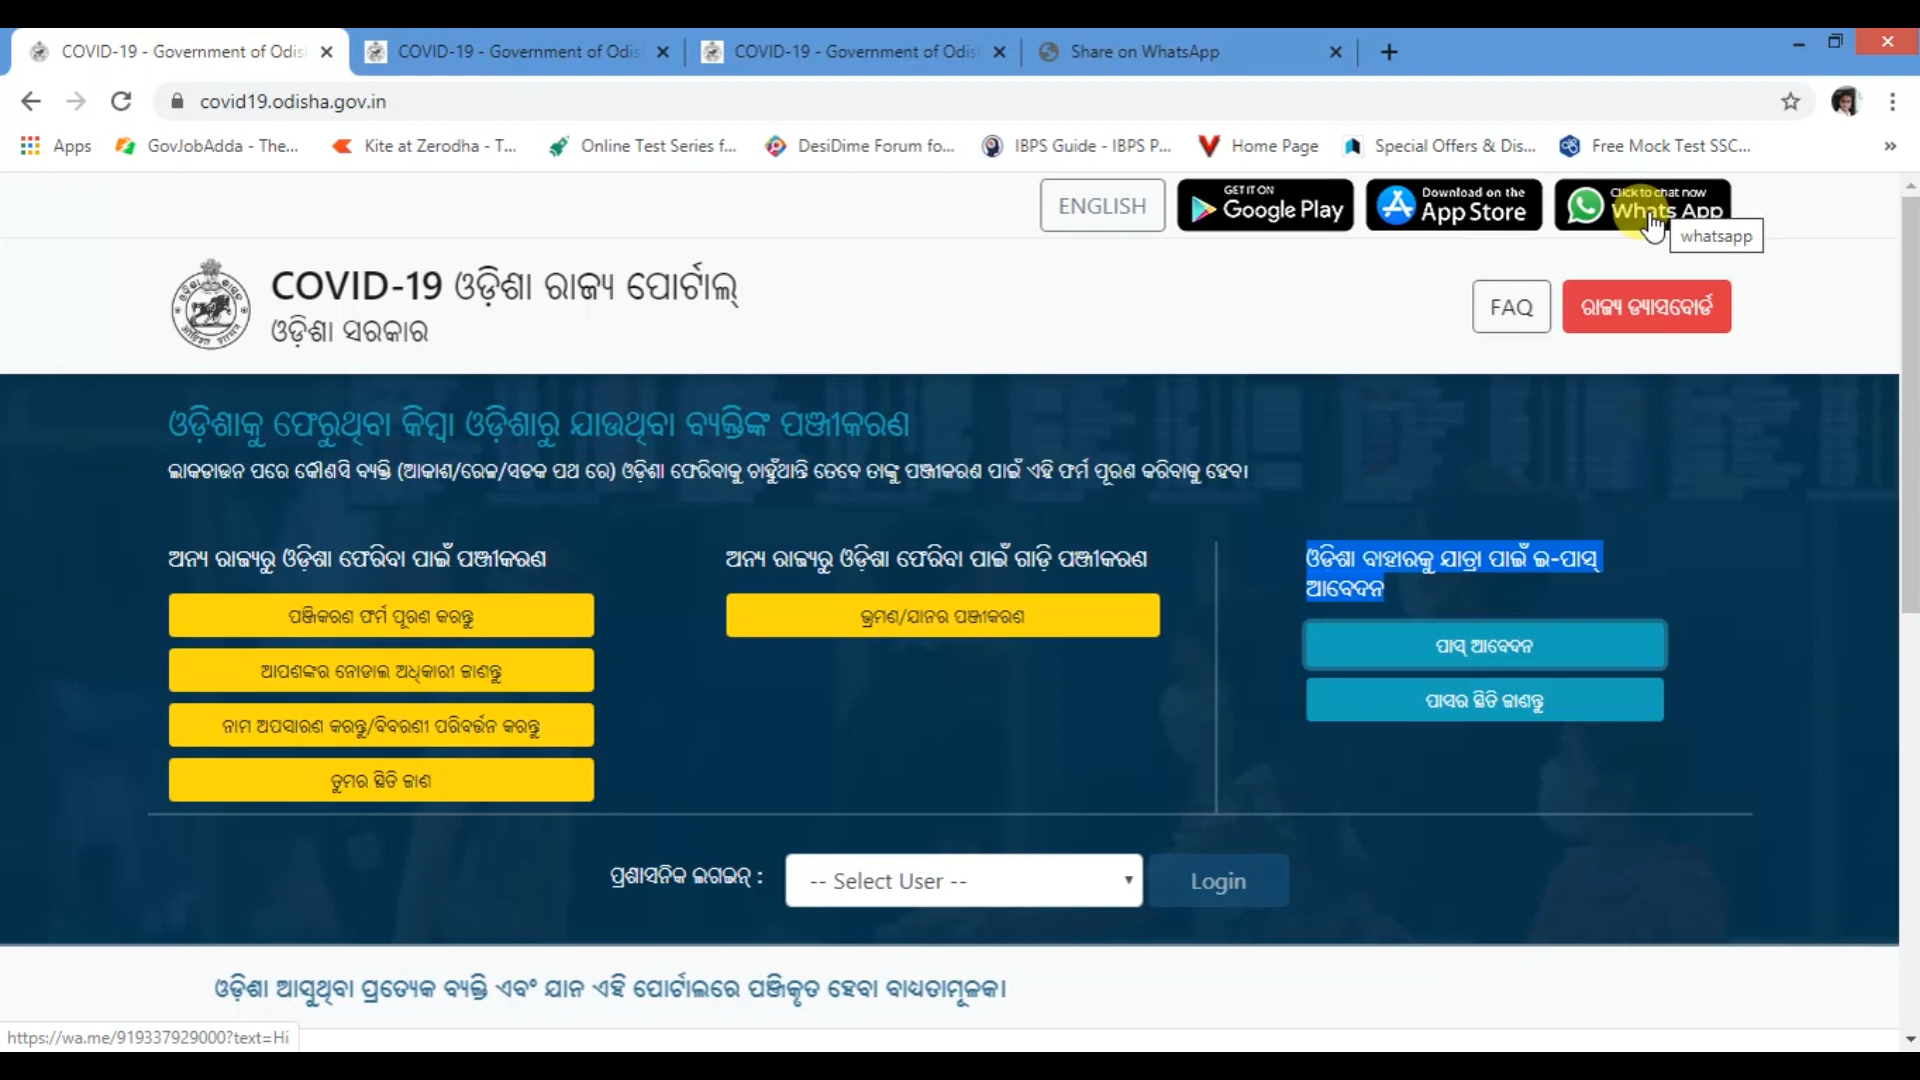 COVID-19 - Government of Odis
COVID-19 - Government of Odis
COVID-19 - Government of Odis
Share on WhatsApp
covid19.odisha.gov.in
Apps
GovJobAdda - The...
Kite at Zerodha - T...
Online Test Series f...
DesiDime Forum fo...
IBPS Guide - IBPS P...
Home Page
Special Offers & Dis...
Free Mock Test SSC...
»
ENGLISH
GET IT ON
Google Play
Download on the
App Store
Click to chat now
Whats App
whatsapp
COVID-19 ଓଡ଼ିଶା ରାଜ୍ୟ ପୋର୍ଟାଲ୍
ଓଡ଼ିଶା ସରକାର
FAQ
ରାଜ୍ୟ ଡ୍ୟାସବୋର୍ଡ
ଓଡ଼ିଶାକୁ ଫେରୁଥିବା କିମ୍ବା ଓଡ଼ିଶାରୁ ଯାଉଥିବା ବ୍ୟକ୍ତିଙ୍କ ପଞ୍ଜୀକରଣ
ଲାକଡାଉନ ପରେ କୌଣସି ବ୍ୟକ୍ତି (ଆକାଶ/ରେଳ/ସଡକ ପଥ ରେ) ଓଡ଼ିଶା ଫେରିବାକୁ ଚାହୁଁଥାନ୍ତି ତେବେ ତାଙ୍କୁ ପଞ୍ଜୀକରଣ ପାଇଁ ଏହି ଫର୍ମ ପୂରଣ କରିବାକୁ ହେବ।
ଅନ୍ୟ ରାଜ୍ୟରୁ ଓଡ଼ିଶା ଫେରିବା ପାଇଁ ପଞ୍ଜୀକରଣ
ପଞ୍ଜିକରଣ ଫର୍ମ ପୂରଣ କରନ୍ତୁ
ଆପଣଙ୍କର ନୋଡାଲ ଅଧିକାରୀ ଜାଣନ୍ତୁ
ନାମ ଅପସାରଣ କରନ୍ତୁ/ବିବରଣୀ ପରିବର୍ତ୍ତନ କରନ୍ତୁ
ତୁମର ସ୍ଥିତି ଜାଣ
ଅନ୍ୟ ରାଜ୍ୟରୁ ଓଡ଼ିଶା ଫେରିବା ପାଇଁ ଗାଡ଼ି ପଞ୍ଜୀକରଣ
ଭ୍ରମଣ/ଯାନର ପଞ୍ଜୀକରଣ
ଓଡିଶା ବାହାରକୁ ଯାତ୍ରା ପାଇଁ ଇ-ପାସ୍
ଆବେଦନ
ପାସ୍ ଆବେଦନ
ପାସର ସ୍ଥିତି ଜାଣନ୍ତୁ
ପ୍ରଶାସନିକ ଲଗଇନ୍ :
-- Select User --
Login
ଓଡ଼ିଶା ଆସୁଥିବା ପ୍ରତ୍ୟେକ ବ୍ୟକ୍ତି ଏବଂ ଯାନ ଏହି ପୋର୍ଟାଲରେ ପଞ୍ଜିକୃତ ହେବା ବାଧ୍ୟତାମୂଳକ।
https://wa.me/919337929000?text=Hi